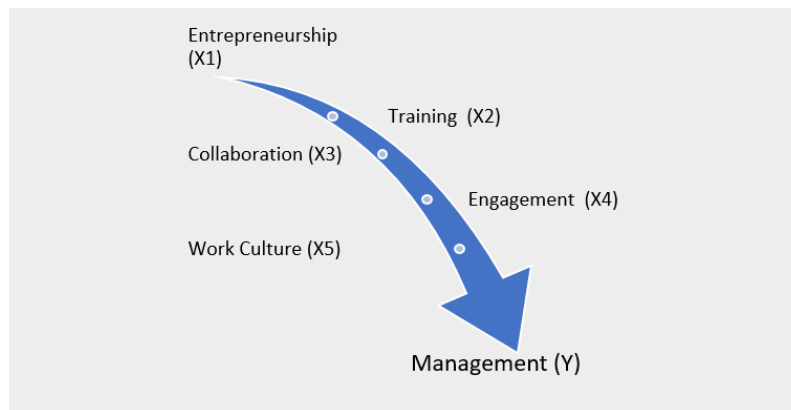 Entrepreneurship
(X1)
Training (X2)
Collaboration (X3)
Engagement (X4)
Work Culture (X5)
Management (Y)